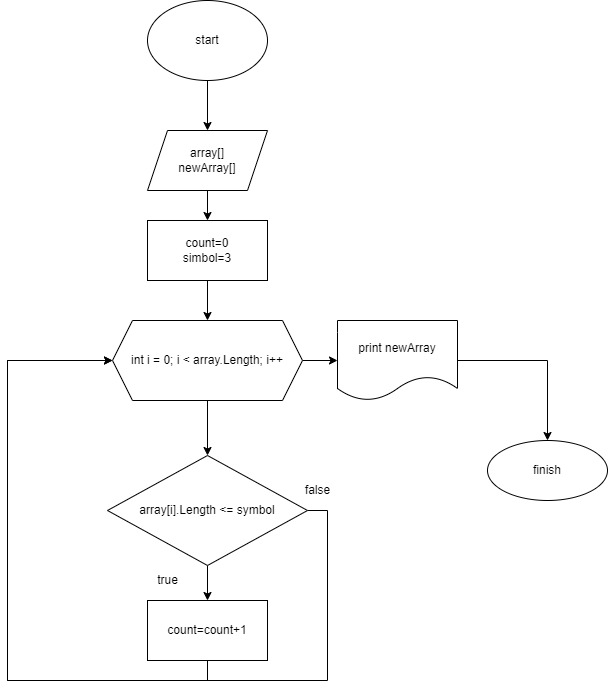 start
array[]
newArray[]
count=0
simbol=3
int i = 0; i < array.Length; i++
print newArray
finish
array[i].Length <= symbol
false
true
count=count+1